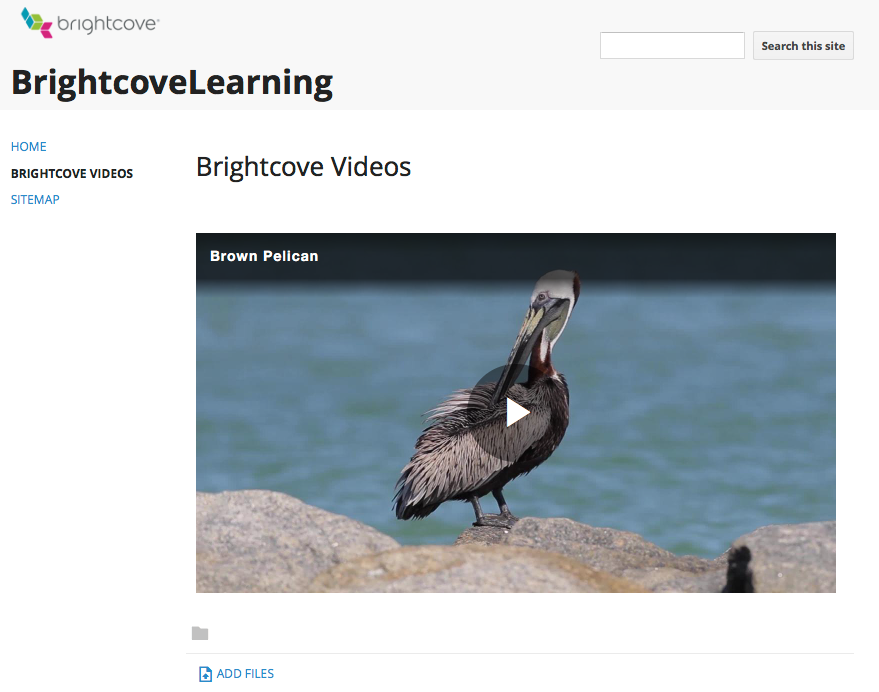 brightcove
Search this site
BrightcoveLearning
HOME
BRIGHTCOVE VIDEOS
SITEMAP
Brightcove Videos
Brown Pelican
ADD FILES